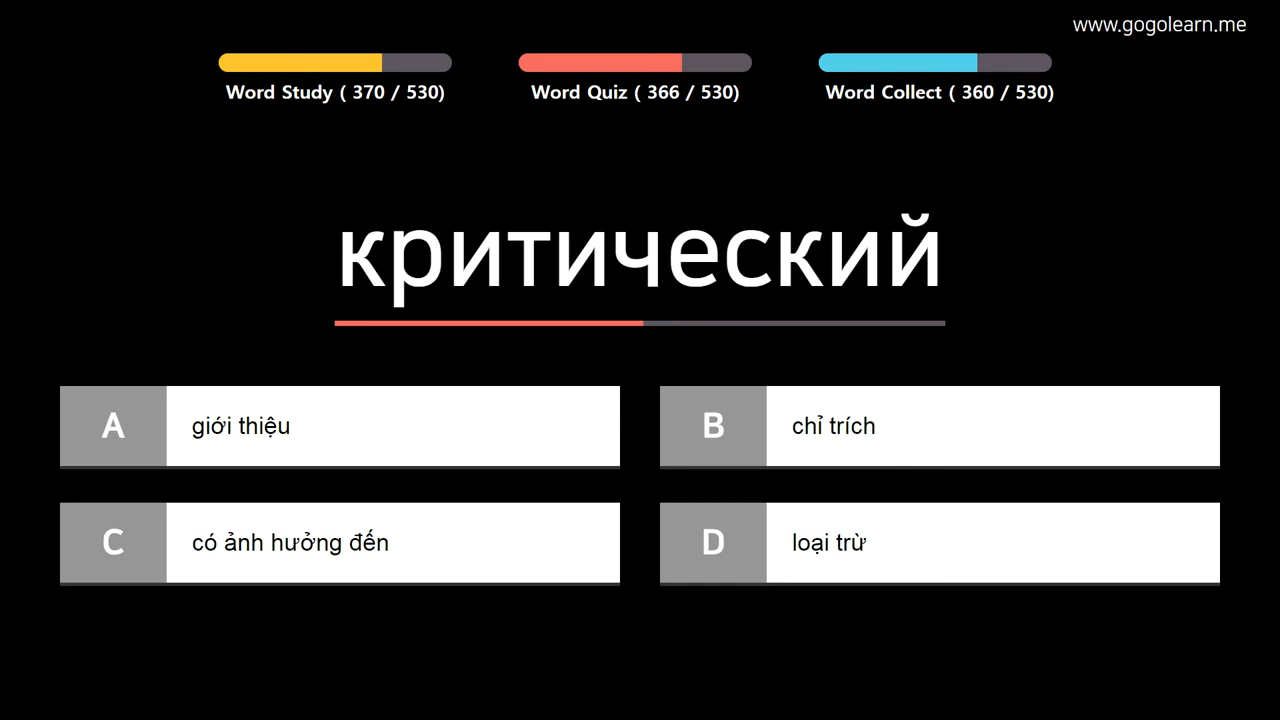 www.gogolearn.me
Word Study ( 370 / 530)
Word Quiz ( 366 / 530)
Word Collect ( 360 / 530)
критический
A giới thiệu
B chỉ trích
C có ảnh hưởng đến
D loại trừ